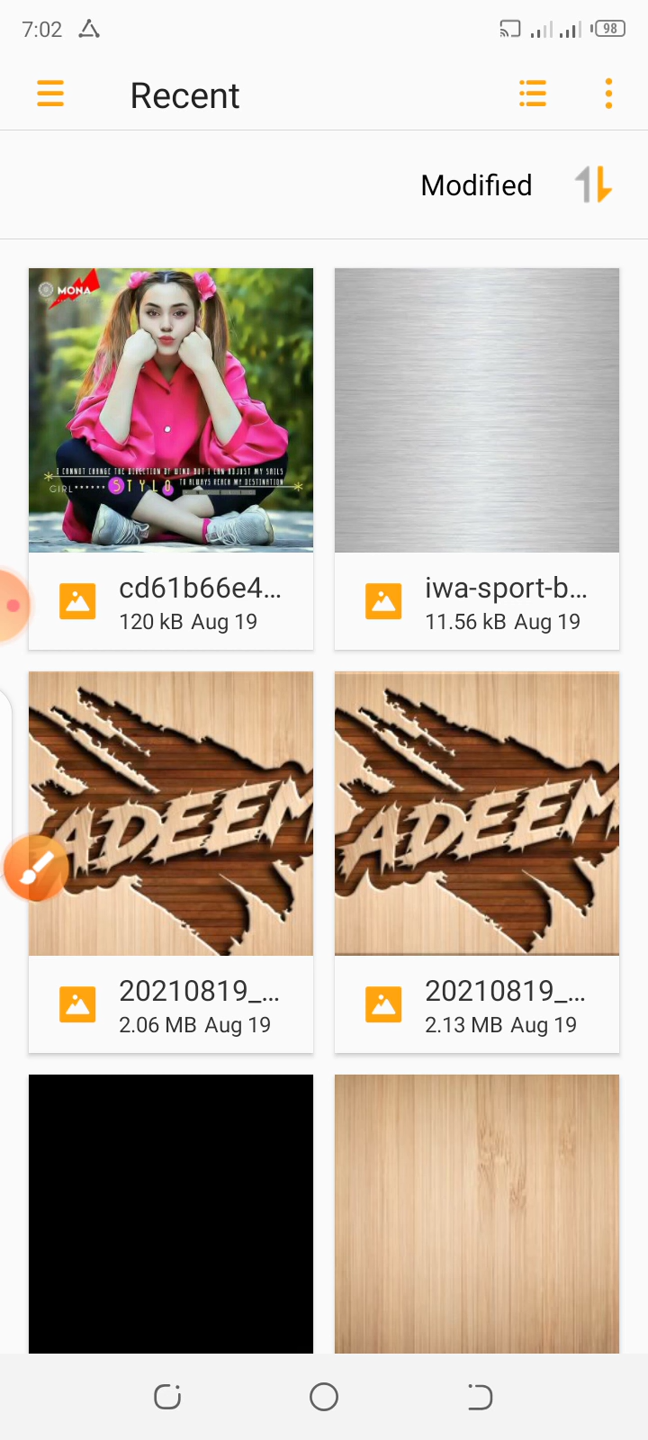 7:02
98
Recent
Modified
MONA
I CANNOT CHANGE THE DIRECTION OF WIND BUT I CAN ADJUST MY SAILS
GIRL****** STYLO TO ALWAYS REACH MY DESTINATION
cd61b66e4...
120 kB Aug 19
iwa-sport-b...
11.56 kB Aug 19
ADEEM
ADEEM
20210819_...
2.06 MB Aug 19
20210819_...
2.13 MB Aug 19